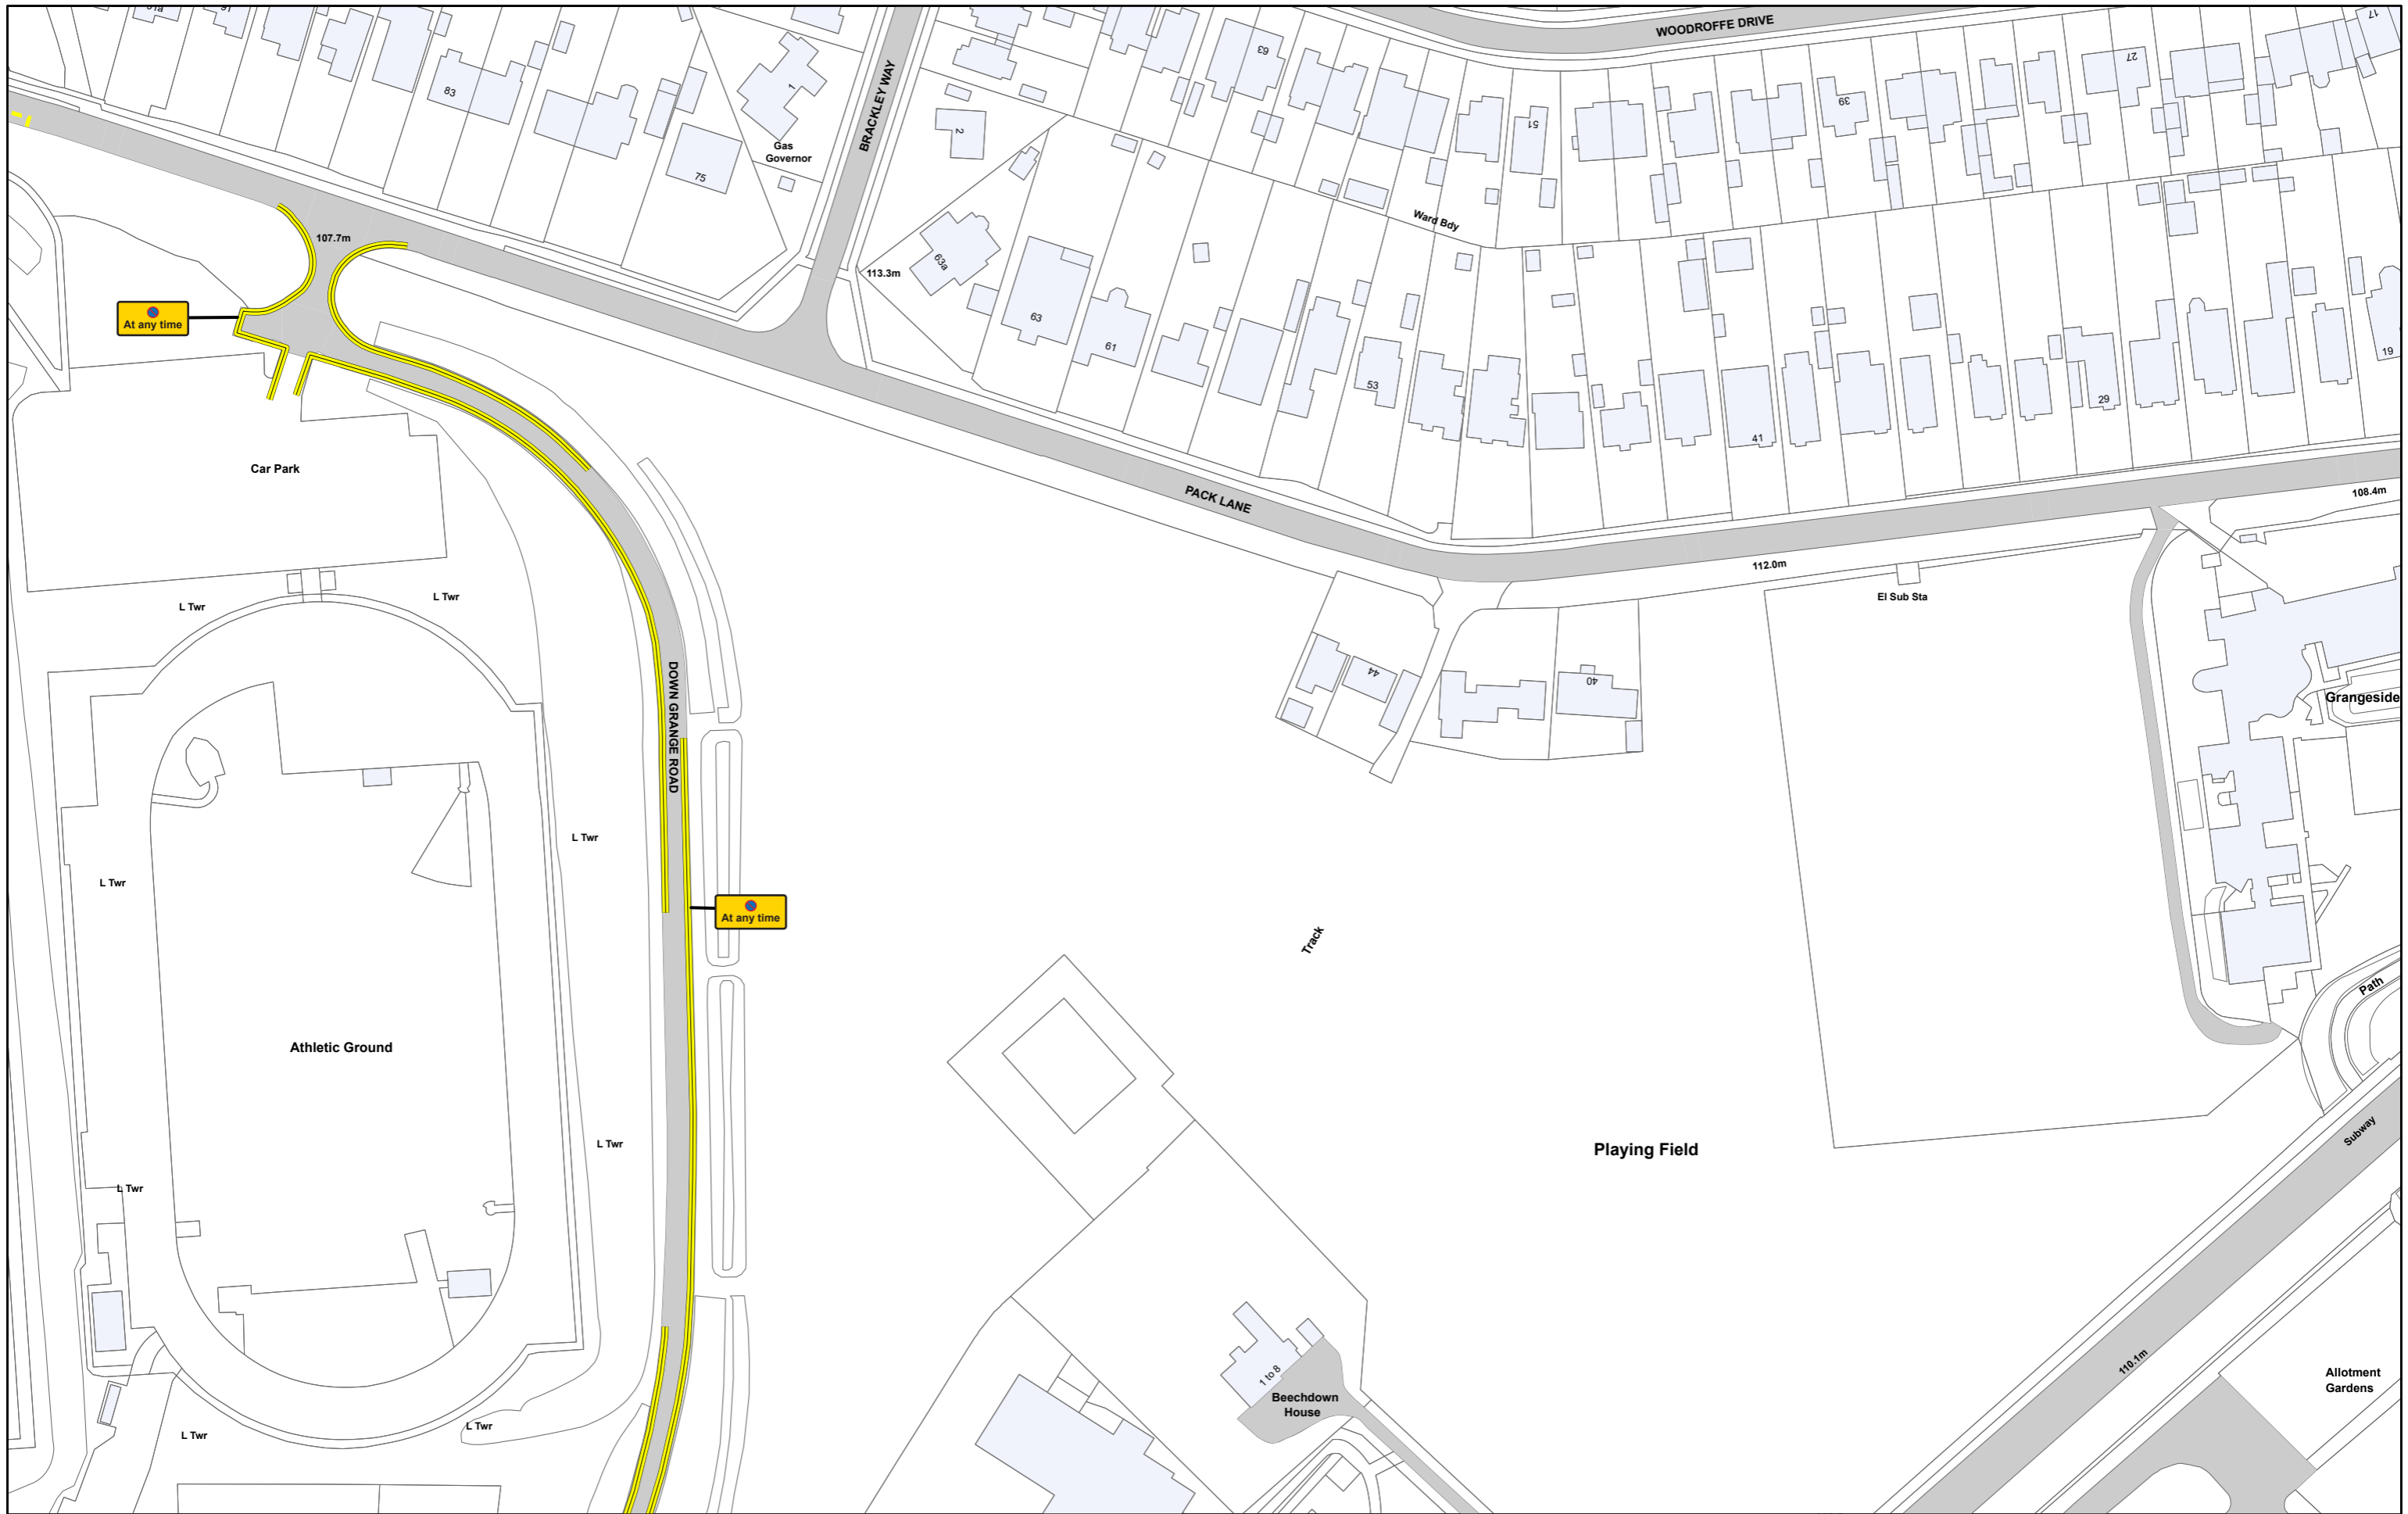 91
WOODROFFE DRIVE
17
83
63
27
1
BRACKLEY WAY
39
51
2
Gas
Governor
75
Ward Bdy
107.7m
63a
113.3m
At any time
63
61
19
53
29
41
Car Park
PACK LANE
108.4m
112.0m
L Twr
L Twr
El Sub Sta
44
40
DOWN GRANGE ROAD
Grangeside
L Twr
L Twr
At any time
Track
Path
Athletic Ground
Subway
L Twr
Playing Field
L Twr
110.1m
1 to 8
Beechdown
House
Allotment
Gardens
L Twr
L Twr